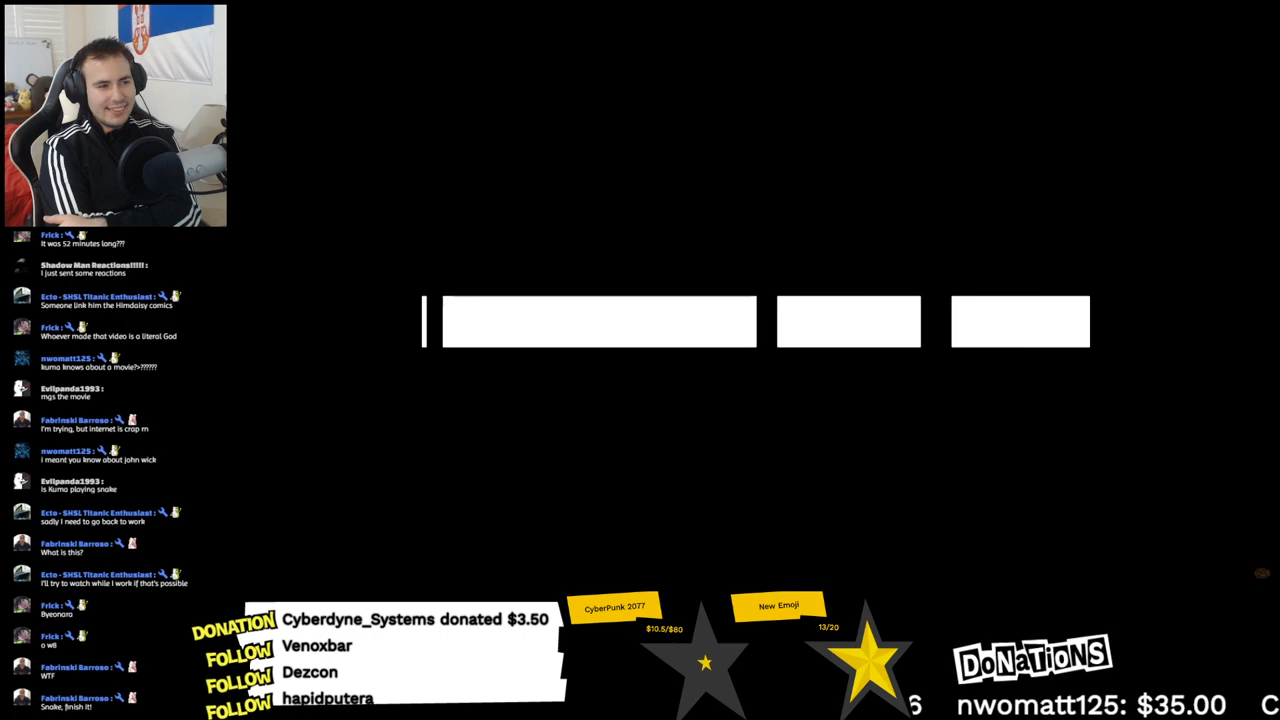 Frick :
It was 52 minutes long???
Shadow Man Reactions!!!!! :
I just sent some reactions
Ecto - SHSL Titanic Enthusiast :
Someone link him the Himdaisy comics
Frick :
Whoever made that video is a literal God
nwomatt125 :
kuma knows about a movie?>??????
Evilpanda1993 :
mgs the movie
Fabrinski Barroso :
I'm trying, but internet is crap rn
nwomatt125 :
i meant you know about john wick
Evilpanda1993 :
is Kuma playing snake
Ecto - SHSL Titanic Enthusiast :
sadly I need to go back to work
Fabrinski Barroso :
What is this?
Ecto - SHSL Titanic Enthusiast :
I'll try to watch while I work if that's possible
Frick :
Byeonara
Frick :
o w8
Fabrinski Barroso :
WTF
Fabrinski Barroso :
Snake, finish it!
DONATION Cyberdyne_Systems donated $3.50
FOLLOW Venoxbar
FOLLOW Dezcon
FOLLOW hapidputera
CyberPunk 2077
$10.5/$60
New Emoji
13/20
DoNaTiONS
6 nwomatt125: $35.00 C